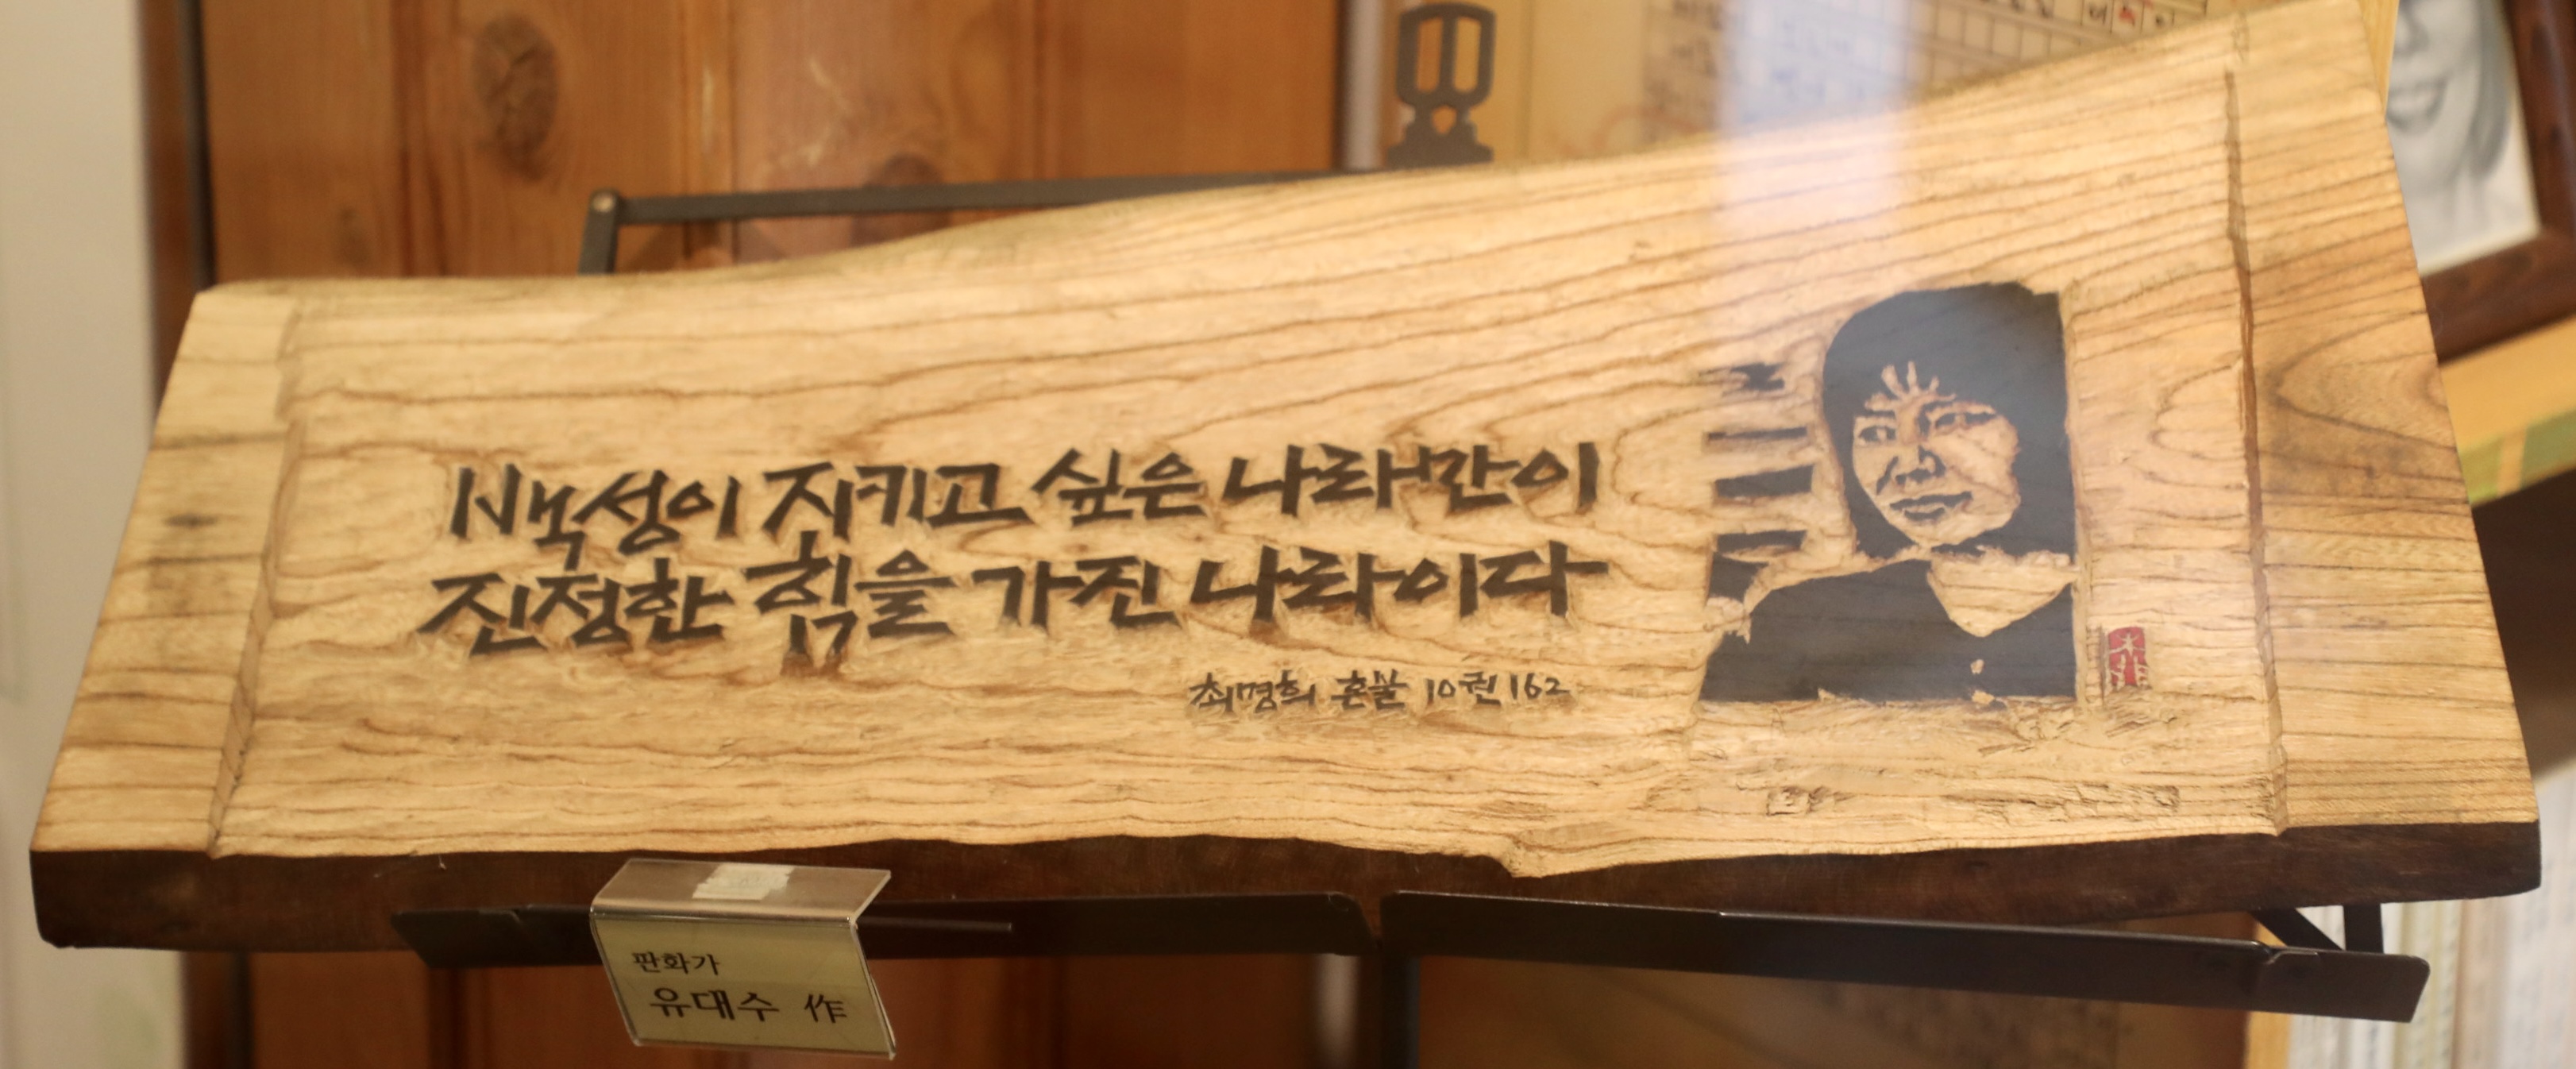 백성이 지키고 싶은 나라만이
진정한 힘을 가진 나라이다
최명희 혼불 10권 162
판화가
유대수 作